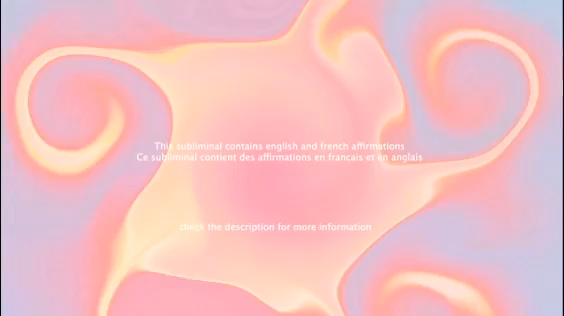 This subliminal contains english and french affirmations
Ce subliminal contient des affirmations en francais et en anglais
check the description for more information